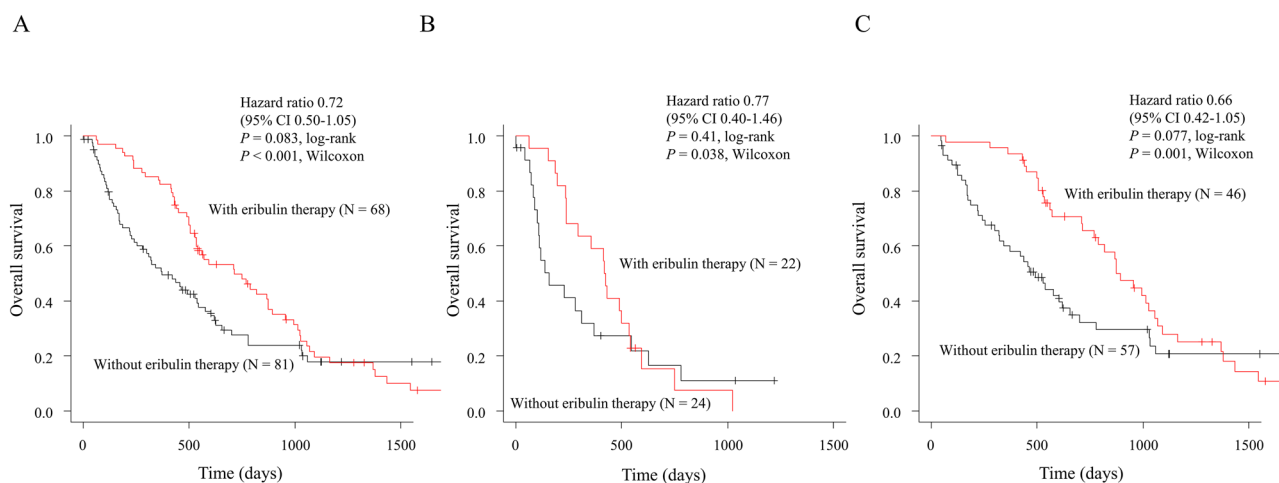 A
Hazard ratio 0.72
(95% CI 0.50-1.05)
P = 0.083, log-rank
P < 0.001, Wilcoxon
1.0
0.8
0.6
0.4
0.2
0.0
Overall survival
With eribulin therapy (N = 68)
Without eribulin therapy (N = 81)
0
500
1000
1500
Time (days)
B
Hazard ratio 0.77
(95% CI 0.40-1.46)
P = 0.41, log-rank
P = 0.038, Wilcoxon
1.0
0.8
0.6
0.4
0.2
0.0
Overall survival
With eribulin therapy (N = 22)
Without eribulin therapy (N = 24)
0
500
1000
1500
Time (days)
C
Hazard ratio 0.66
(95% CI 0.42-1.05)
P = 0.077, log-rank
P = 0.001, Wilcoxon
1.0
0.8
0.6
0.4
0.2
0.0
Overall survival
With eribulin therapy (N = 46)
Without eribulin therapy (N = 57)
0
500
1000
1500
Time (days)